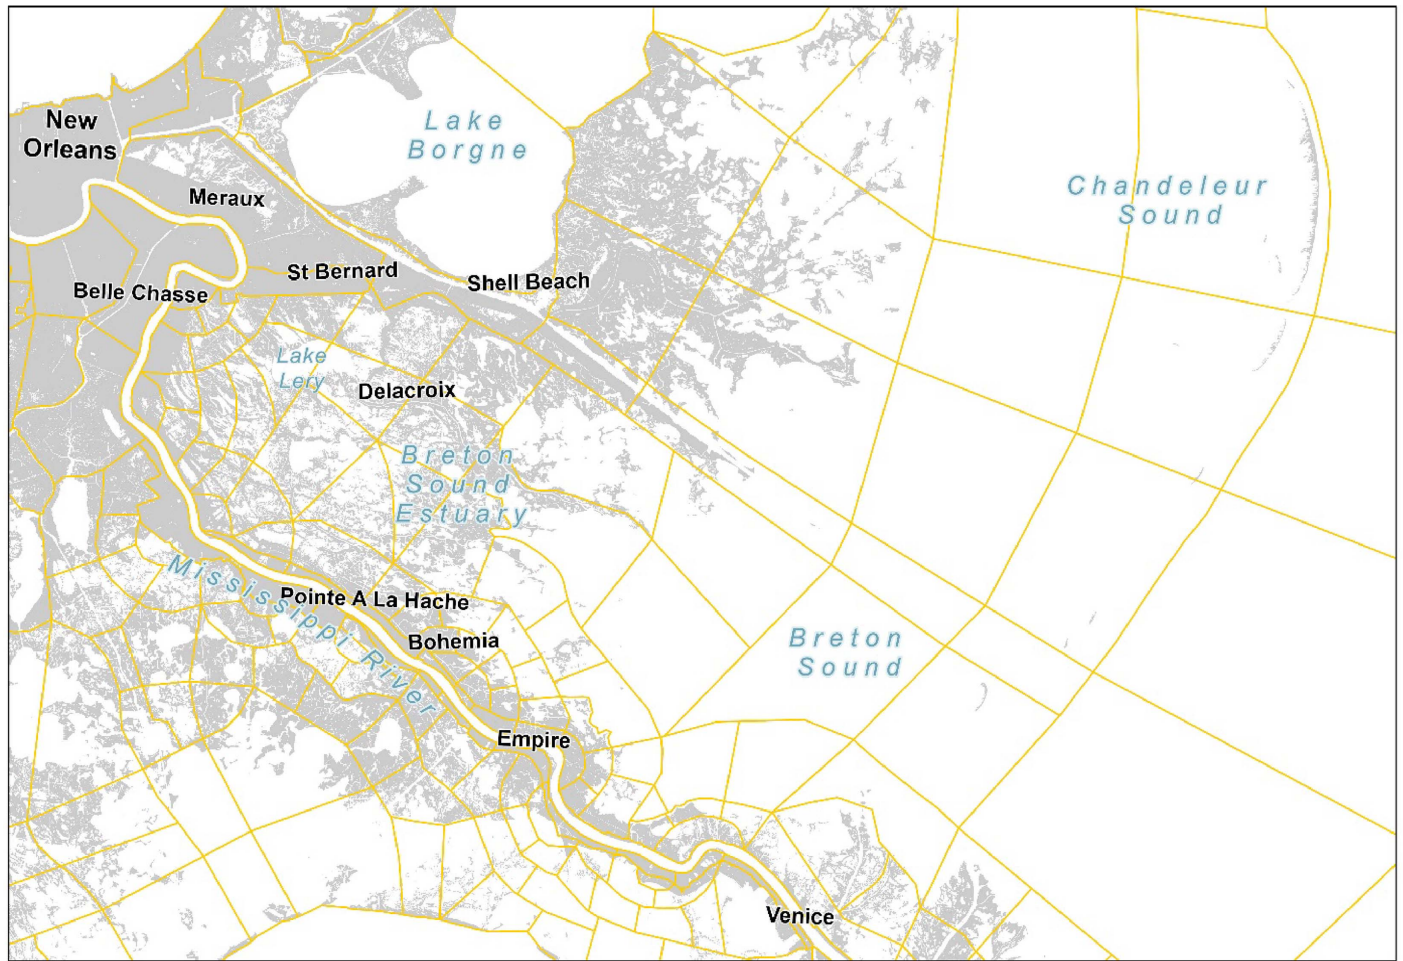 New
Orleans
Lake
Borgne
Meraux
Chandeleur
Sound
St Bernard
Shell Beach
Belle Chasse
Lake
Lery
Delacroix
Breton
Sound
Estuary
Mississippi River
Pointe A La Hache
Bohemia
Breton
Sound
Empire
Venice